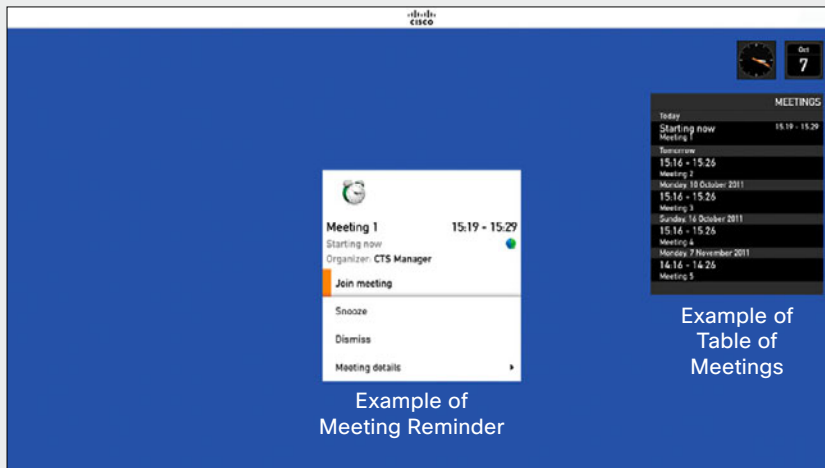 CISCO
Oct
7
MEETINGS
Today
Starting now 15.19 - 15.29
Meeting 1
Tomorrow
15.16 - 15.26
Meeting 2
Monday, 10 October 2011
15.16 - 15.26
Meeting 3
Sunday, 16 October 2011
15.16 - 15.26
Meeting 4
Monday, 7 November 2011
14.16 - 14.26
Meeting 5
Meeting 1 15:19 - 15:29
Starting now
Organizer: CTS Manager
Join meeting
Snooze
Dismiss
Meeting details
Example of
Table of
Meetings
Example of
Meeting Reminder